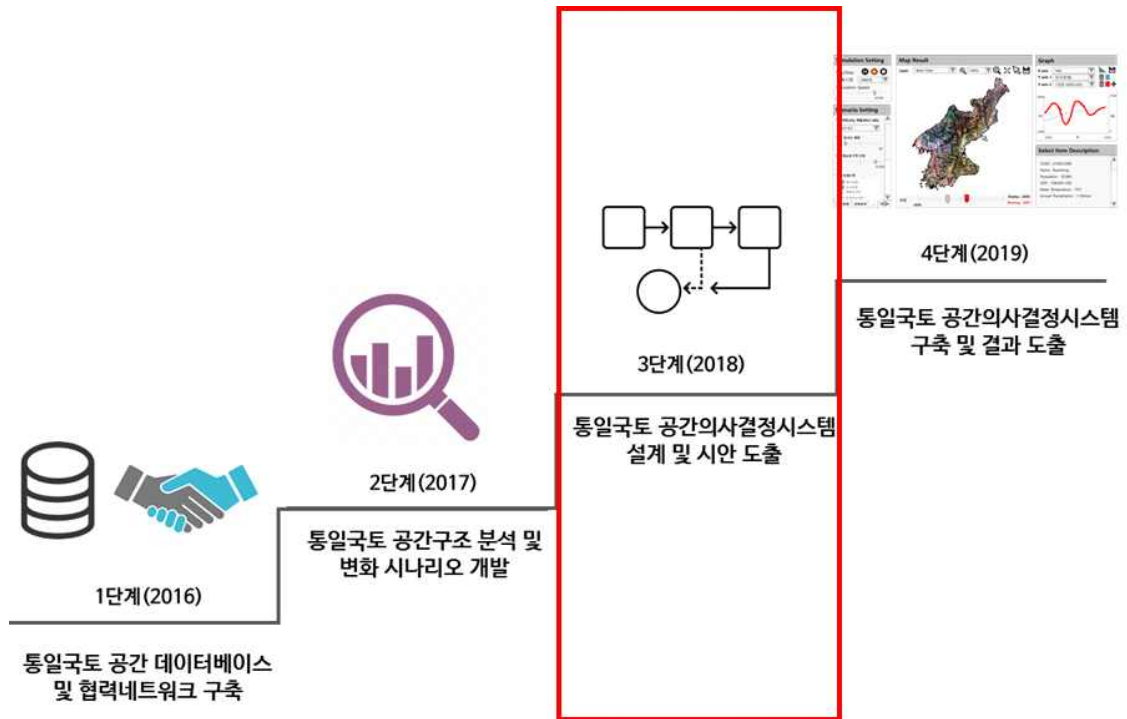 Map Result
Graph
Select Item Description
4단계(2019)
통일국토 공간의사결정시스템
구축 및 결과 도출
3단계(2018)
통일국토 공간의사결정시스템
설계 및 시안 도출
2단계(2017)
통일국토 공간구조 분석 및
변화 시나리오 개발
1단계(2016)
통일국토 공간 데이터베이스
및 협력네트워크 구축